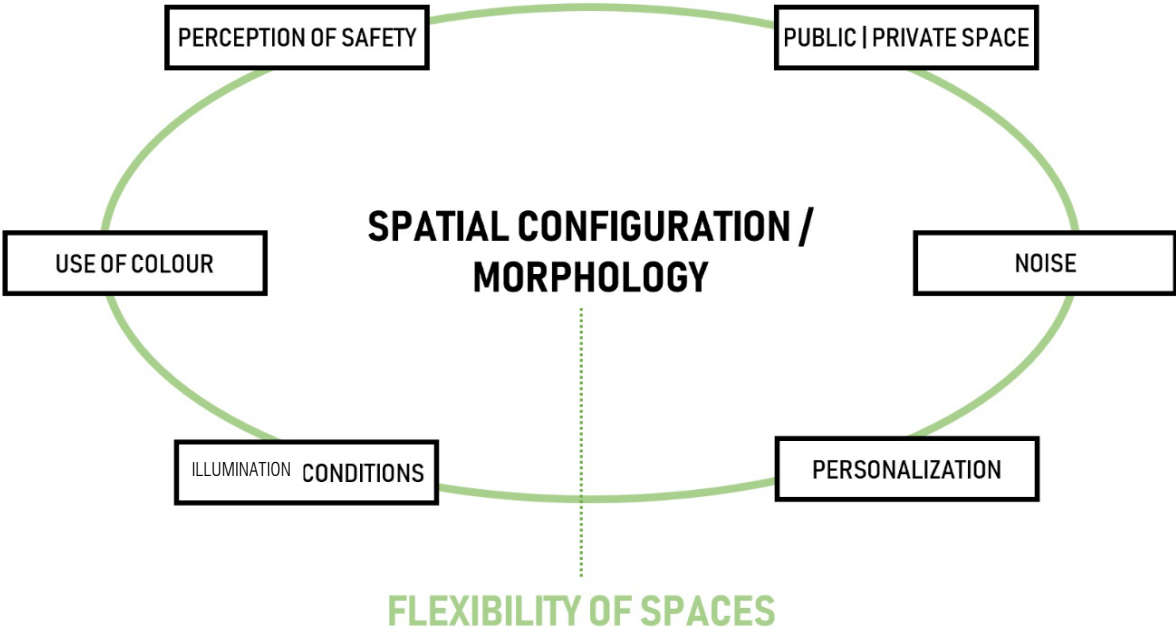 PERCEPTION OF SAFETY
PUBLIC | PRIVATE SPACE
SPATIAL CONFIGURATION /
MORPHOLOGY
USE OF COLOUR
NOISE
ILLUMINATION CONDITIONS
PERSONALIZATION
FLEXIBILITY OF SPACES